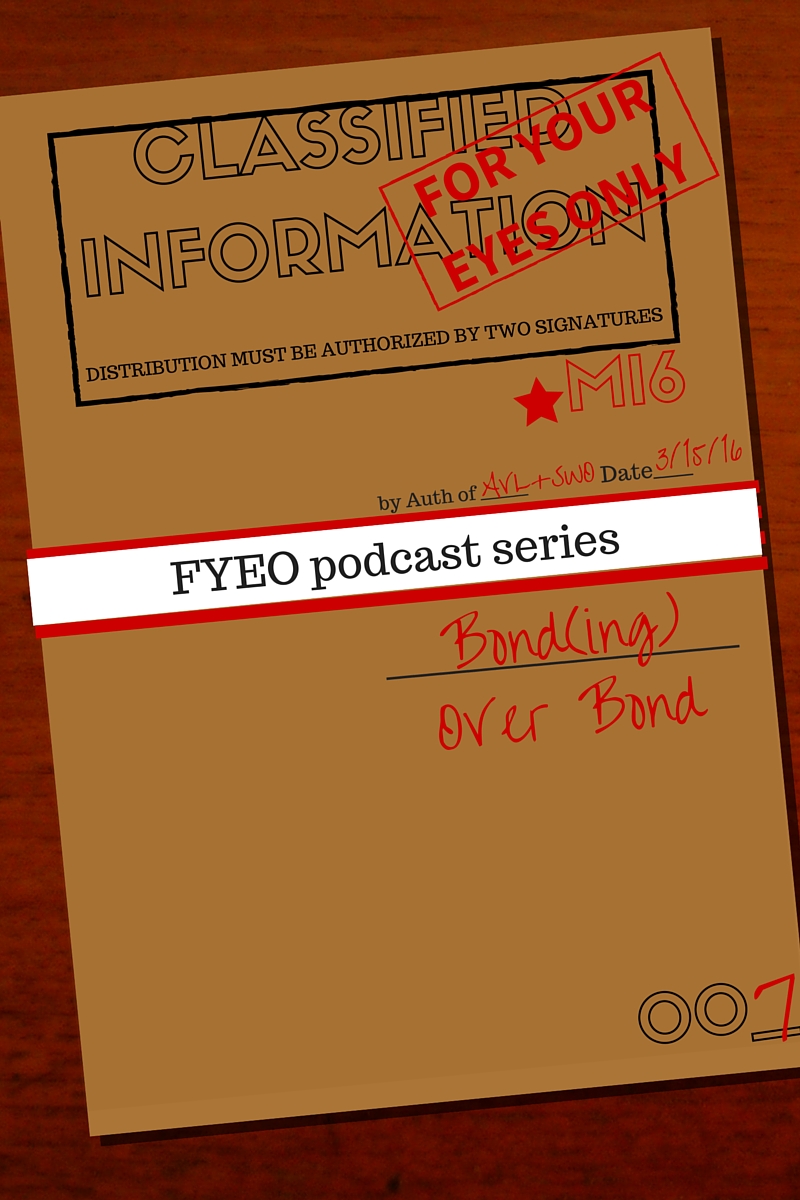 CLASSIFIED
INFORMATION
FOR YOUR
EYES ONLY
DISTRIBUTION MUST BE AUTHORIZED BY TWO SIGNATURES
MI6
by Auth of AVL+SWO Date 3/15/16
FYEO podcast series
Bond(ing)
Over Bond
007